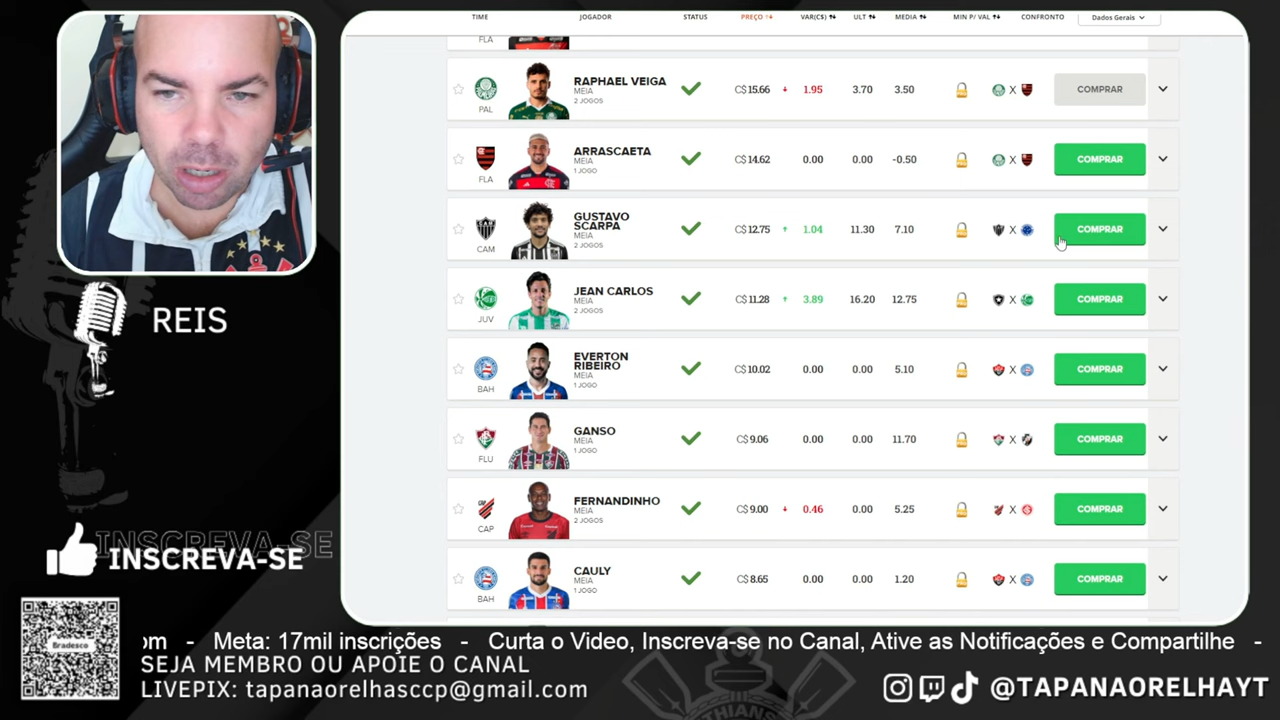 TIME JOGADOR STATUS PREÇO VAR(C$) ULT MEDIA MIN P/ VAL CONFRONTO Dados Gerais
FLA
PAL RAPHAEL VEIGA MEIA 2 JOGOS C$ 15.66 1.95 3.70 3.50 X COMPRAR
FLA ARRASCAETA MEIA 1 JOGO C$ 14.62 0.00 0.00 -0.50 X COMPRAR
CAM GUSTAVO SCARPA MEIA 2 JOGOS C$ 12.75 1.04 11.30 7.10 X COMPRAR
JUV JEAN CARLOS MEIA 2 JOGOS C$ 11.28 3.89 16.20 12.75 X COMPRAR
BAH EVERTON RIBEIRO MEIA 1 JOGO C$ 10.02 0.00 0.00 5.10 X COMPRAR
FLU GANSO MEIA 1 JOGO C$ 9.06 0.00 0.00 11.70 X COMPRAR
CAP FERNANDINHO MEIA 2 JOGOS C$ 9.00 0.46 0.00 5.25 X COMPRAR
BAH CAULY MEIA 1 JOGO C$ 8.65 0.00 0.00 1.20 X COMPRAR
REIS
INSCREVA-SE
INSCREVA-SE
Bradesco
om - Meta: 17mil inscrições - Curta o Video, Inscreva-se no Canal, Ative as Notificações e Compartilhe -
SEJA MEMBRO OU APOIE O CANAL
LIVEPIX: tapanaorelhasccp@gmail.com
@TAPANAORELHAYT
THIANS